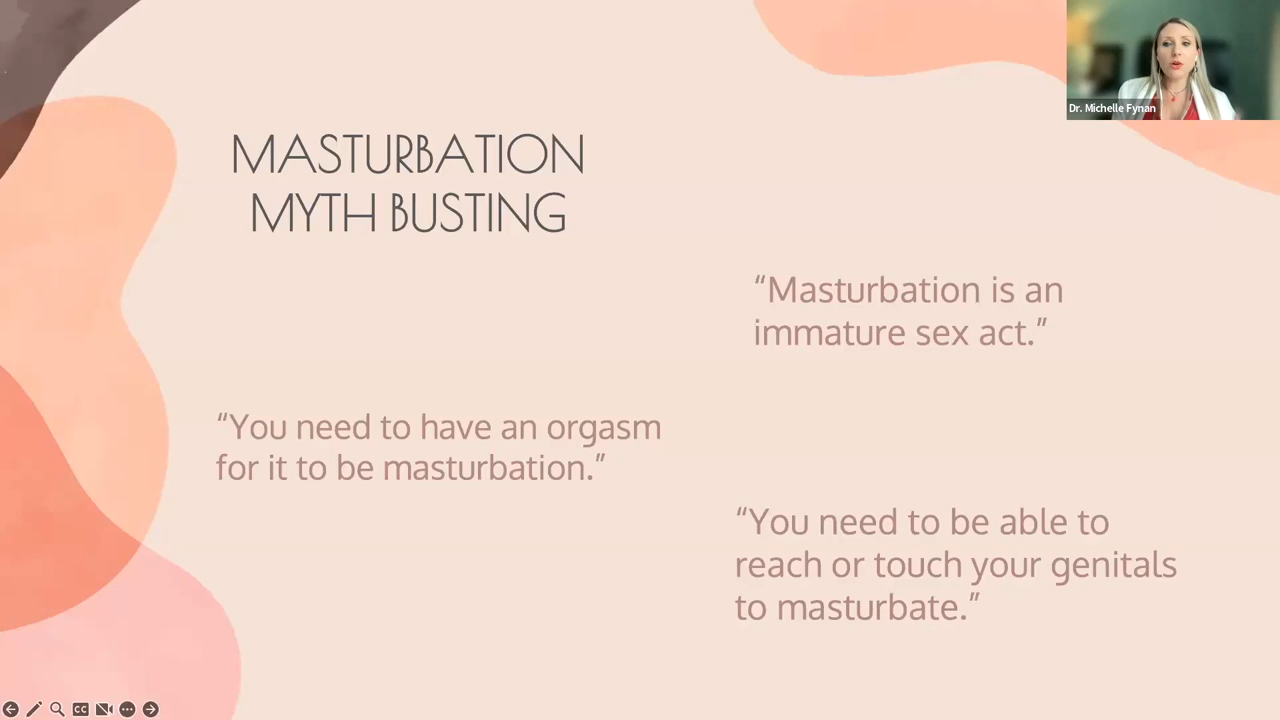 Dr. Michelle Fynan
MASTURBATION
MYTH BUSTING
“Masturbation is an
immature sex act.”
“You need to have an orgasm
for it to be masturbation.”
“You need to be able to
reach or touch your genitals
to masturbate.”
CC